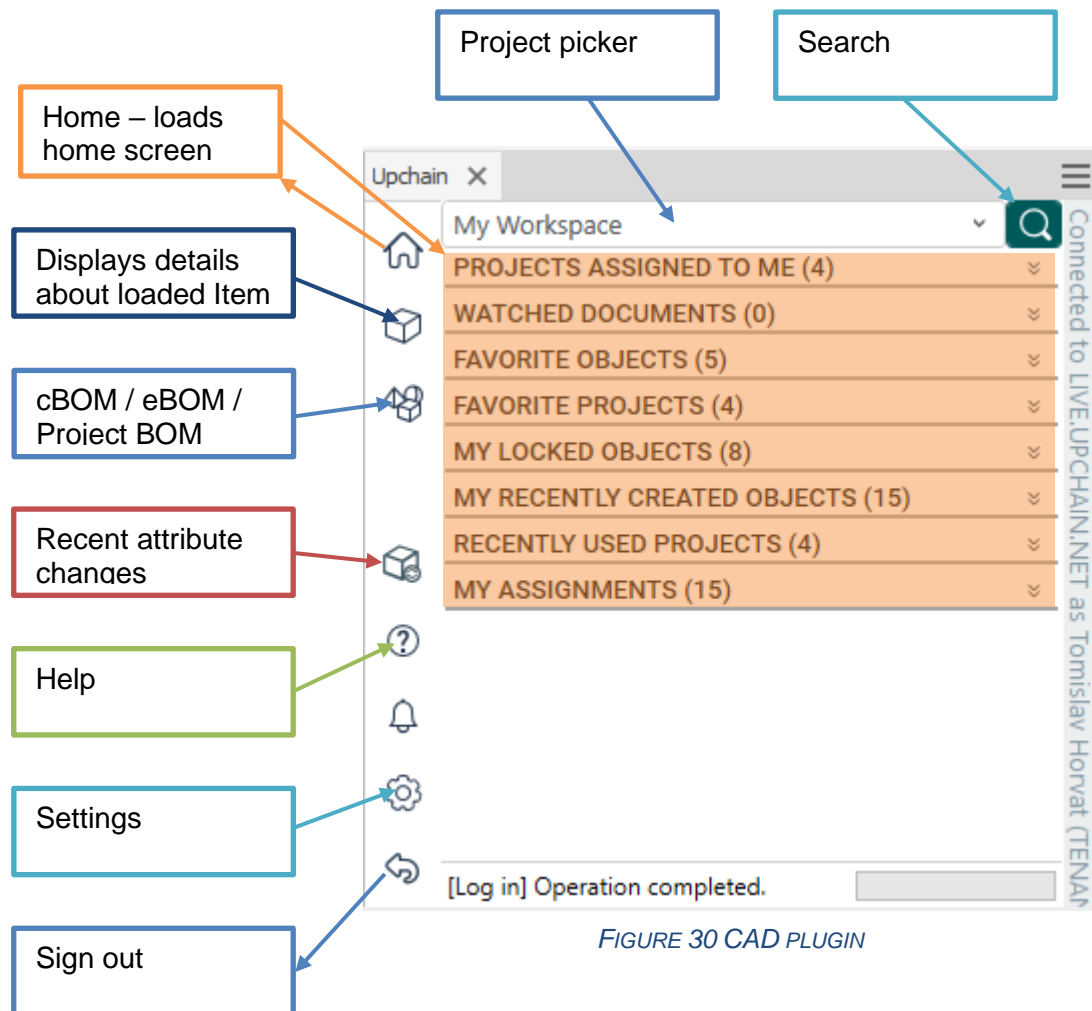 Project picker
Search
Home – loads
home screen
Upchain
My Workspace
Displays details
about loaded Item
PROJECTS ASSIGNED TO ME (4)
WATCHED DOCUMENTS (0)
FAVORITE OBJECTS (5)
FAVORITE PROJECTS (4)
MY LOCKED OBJECTS (8)
MY RECENTLY CREATED OBJECTS (15)
RECENTLY USED PROJECTS (4)
MY ASSIGNMENTS (15)
cBOM / eBOM /
Project BOM
Recent attribute
changes
Help
Settings
Sign out
Connected to LIVE.UPCHAIN.NET as Tomislav Horvat (TENAN
[Log in] Operation completed.
FIGURE 30 CAD PLUGIN